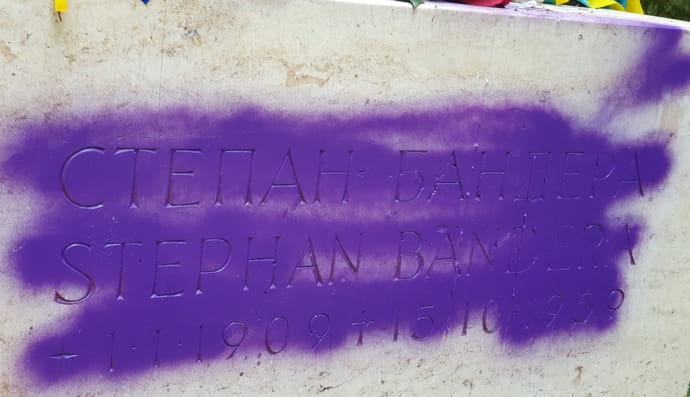 СТЕПАН · БАНДЕРА
STEPHAN BANDERA
+ 1·1·1909 + 15·10·1959